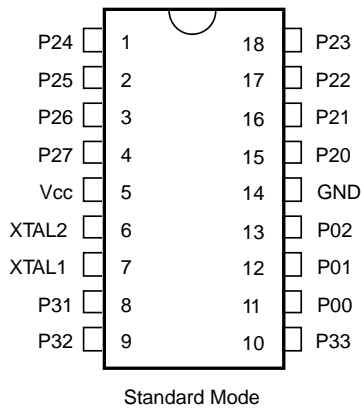 P24 1 18 P23
P25 2 17 P22
P26 3 16 P21
P27 4 15 P20
Vcc 5 14 GND
XTAL2 6 13 P02
XTAL1 7 12 P01
P31 8 11 P00
P32 9 10 P33
Standard Mode